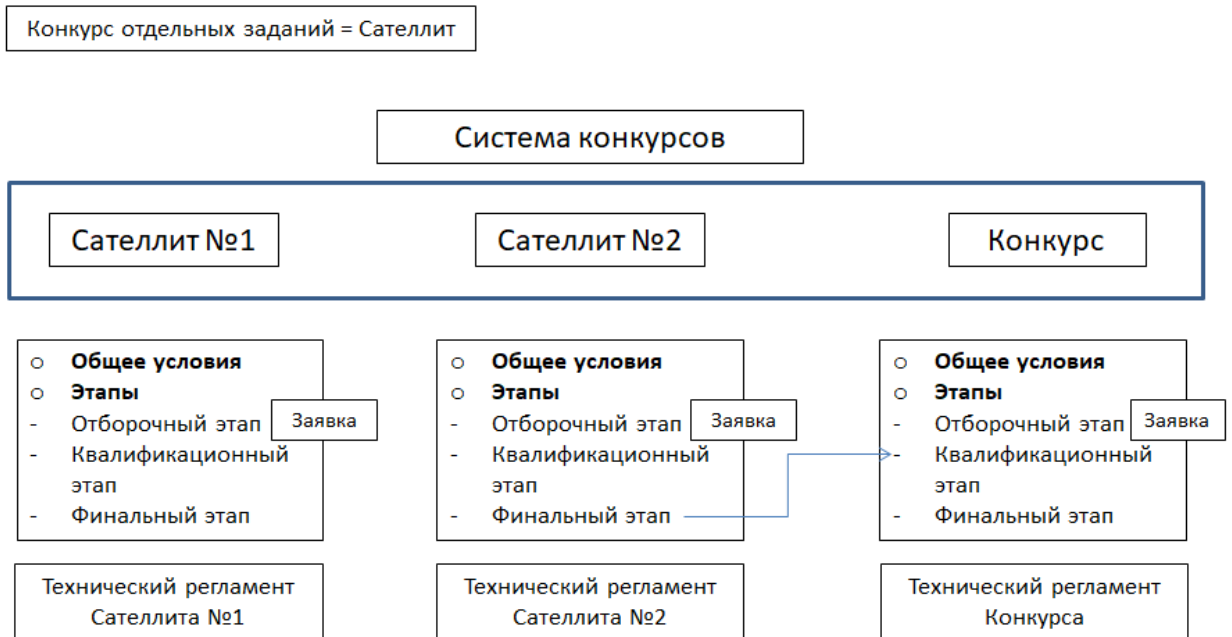 Конкурс отдельных заданий = Сателлит
Система конкурсов
Сателлит №1
Сателлит №2
Конкурс
o Общее условия
o Этапы
- Отборочный этап
Заявка
- Квалификационный
этап
- Финальный этап
o Общее условия
o Этапы
- Отборочный этап
Заявка
- Квалификационный
этап
- Финальный этап
o Общее условия
o Этапы
- Отборочный этап
Заявка
- Квалификационный
этап
- Финальный этап
Технический регламент
Сателлита №1
Технический регламент
Сателлита №2
Технический регламент
Конкурса